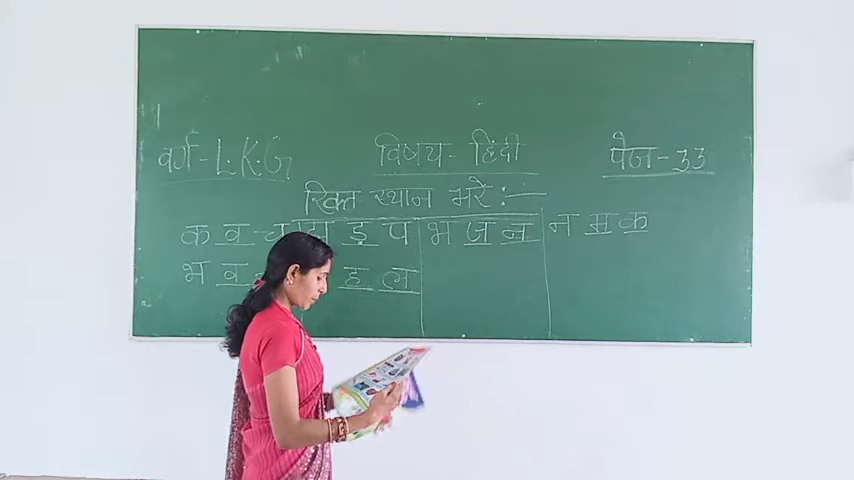 वर्ग - L.K.G विषय - हिंदी पेज - 33
रिक्त स्थान भरें :-
क व च झ ड़ प भ ज न न म क
भ व ह ल